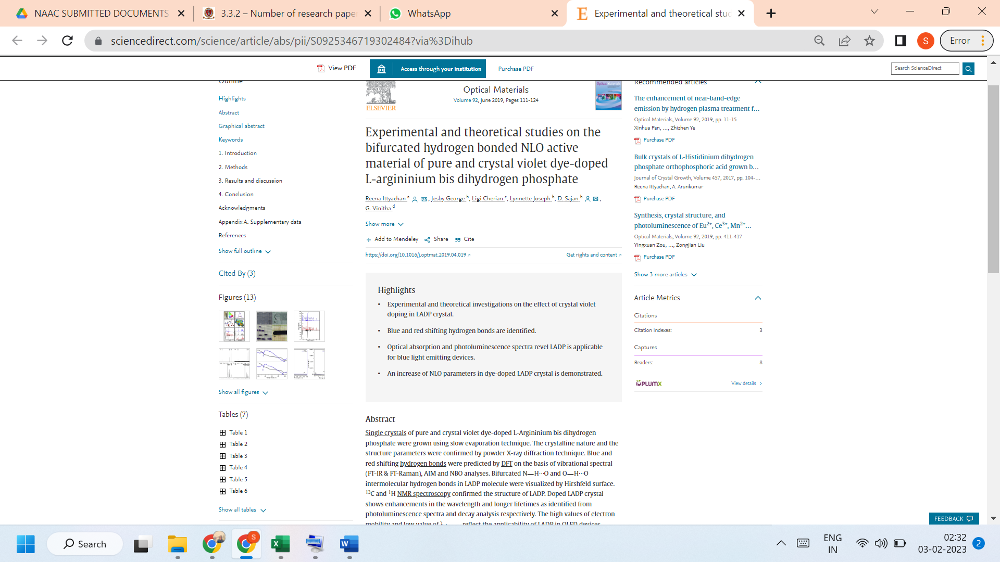 NAAC SUBMITTED DOCUMENTS
3.3.2 – Number of research paper
WhatsApp
Experimental and theoretical stud
sciencedirect.com/science/article/abs/pii/S0925346719302484?via%3Dihub
S
Error
View PDF
Access through your institution
Purchase PDF
Search ScienceDirect
Outline
Highlights
Abstract
Graphical abstract
Keywords
1. Introduction
2. Methods
3. Results and discussion
4. Conclusion
Acknowledgments
Appendix A. Supplementary data
References
Show full outline
Cited By (3)
Figures (13)
Show all figures
Tables (7)
Table 1
Table 2
Table 3
Table 4
Table 5
Table 6
Show all tables
ELSEVIER
Optical Materials
Volume 92, June 2019, Pages 111-124
Optical Materials
Experimental and theoretical studies on the
bifurcated hydrogen bonded NLO active
material of pure and crystal violet dye-doped
L-argininium bis dihydrogen phosphate
Reena Ittyachan a, Jesby George b, Ligi Cherian c, Lynnette Joseph b, D. Sajan b,
G. Vinitha d
Show more
Add to Mendeley Share Cite
https://doi.org/10.1016/j.optmat.2019.04.019
Get rights and content
Highlights
• Experimental and theoretical investigations on the effect of crystal violet
doping in LADP crystal.
• Blue and red shifting hydrogen bonds are identified.
• Optical absorption and photoluminescence spectra revel LADP is applicable
for blue light emitting devices.
• An increase of NLO parameters in dye-doped LADP crystal is demonstrated.
Abstract
Single crystals of pure and crystal violet dye-doped L-Argininium bis dihydrogen
phosphate were grown using slow evaporation technique. The crystalline nature and the
structure parameters were confirmed by powder X-ray diffraction technique. Blue and
red shifting hydrogen bonds were predicted by DFT on the basis of vibrational spectral
(FT-IR & FT-Raman), AIM and NBO analyses. Bifurcated N—H···O and O—H···O
intermolecular hydrogen bonds in LADP molecule were visualized by Hirshfeld surface.
13C and 1H NMR spectroscopy confirmed the structure of LADP. Doped LADP crystal
shows enhancements in the wavelength and longer lifetimes as identified from
photoluminescence spectra and decay analysis respectively. The high values of electron
mobility and low value of λ reflect the applicability of LADP in OLED devices
Recommended articles
The enhancement of near-band-edge
emission by hydrogen plasma treatment f…
Optical Materials, Volume 92, 2019, pp. 11-15
Xinhua Pan, …, Zhizhen Ye
Purchase PDF
Bulk crystals of L-Histidinium dihydrogen
phosphate orthophosphoric acid grown b…
Journal of Crystal Growth, Volume 457, 2017, pp. 104-…
Reena Ittyachan, A. Arunkumar
Purchase PDF
Synthesis, crystal structure, and
photoluminescence of Eu2+, Ce3+, Mn2+…
Optical Materials, Volume 92, 2019, pp. 411-417
Yingxuan Zou, …, Zongjian Liu
Purchase PDF
Show 3 more articles
Article Metrics
Citations
Citation Indexes: 3
Captures
Readers: 8
PLUMX
View details
FEEDBACK
Search
ENG
IN
02:32
03-02-2023
2